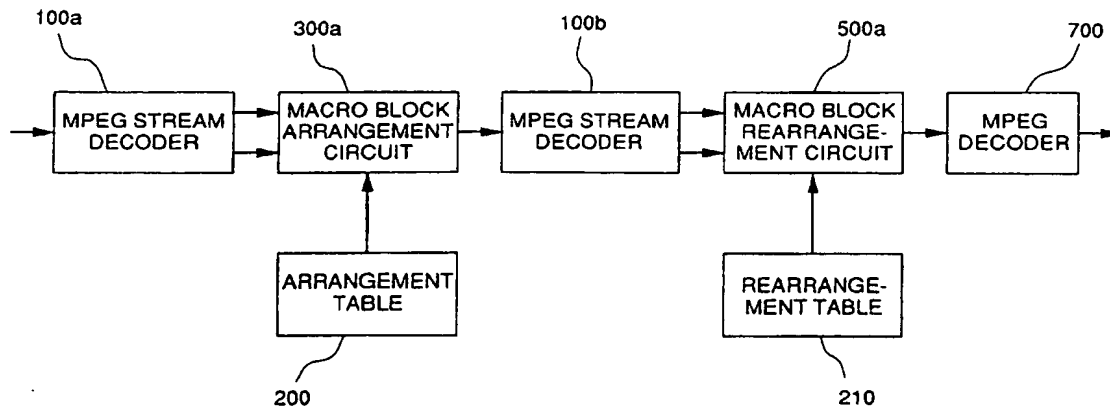 100a
300a
100b
500a
700
MPEG STREAM
DECODER
MACRO BLOCK
ARRANGEMENT
CIRCUIT
MPEG STREAM
DECODER
MACRO BLOCK
REARRANGE-
MENT CIRCUIT
MPEG
DECODER
ARRANGEMENT
TABLE
REARRANGE-
MENT TABLE
200
210